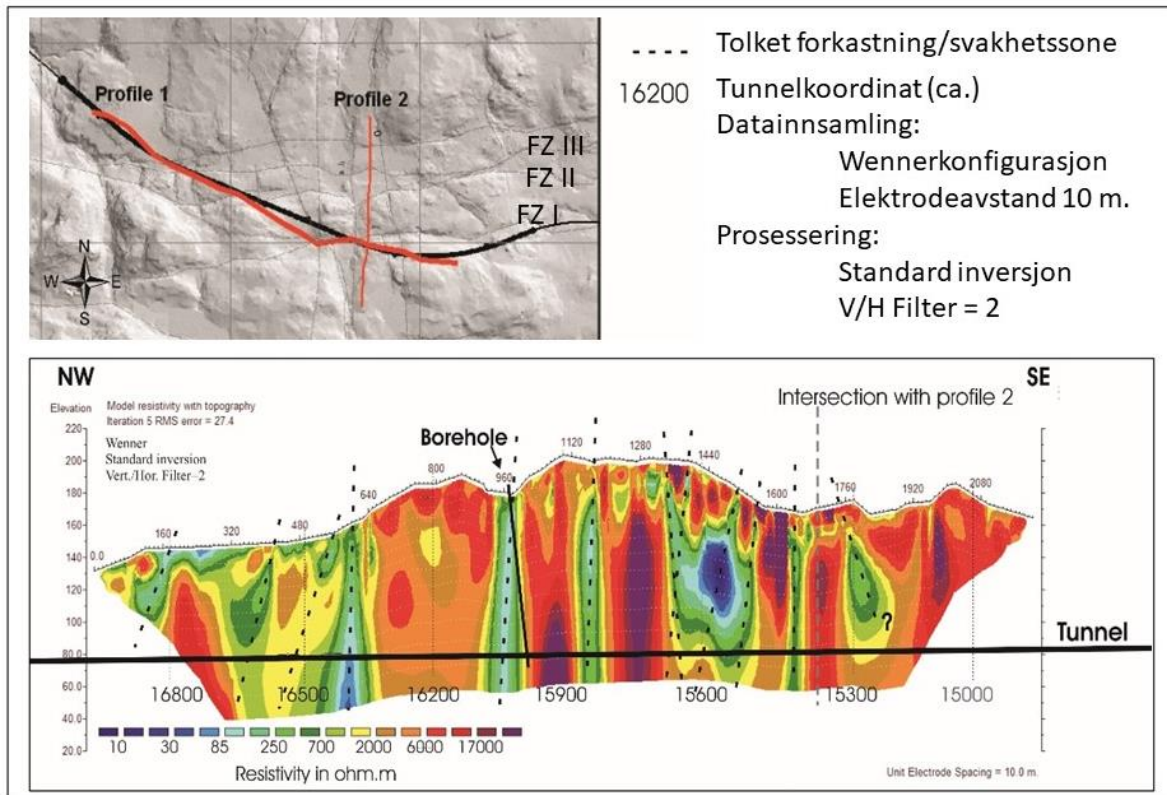 Profile 1
Profile 2
FZ III
FZ II
FZ I
N
W E
S
Tolket forkastning/svakhetssone
16200 Tunnelkoordinat (ca.)
Datainnsamling:
Wennerkonfigurasjon
Elektrodeavstand 10 m.
Prosessering:
Standard inversjon
V/H Filter = 2
NW
SE
Elevation
Model resistivity with topography
Iteration 5 RMS error = 27.4
Wenner
Standard inversion
Vert./Hor. Filter–2
Borehole
Intersection with profile 2
220
200
180
160
140
120
100
80.0
60.0
40.0
20.0
0.0 160 320 480 640 800 960 1120 1280 1440 1600 1760 1920 2080
?
Tunnel
16800 16500 16200 15900 15600 15300 15000
10 30 85 250 700 2000 6000 17000
Resistivity in ohm.m
Unit Electrode Spacing = 10.0 m.